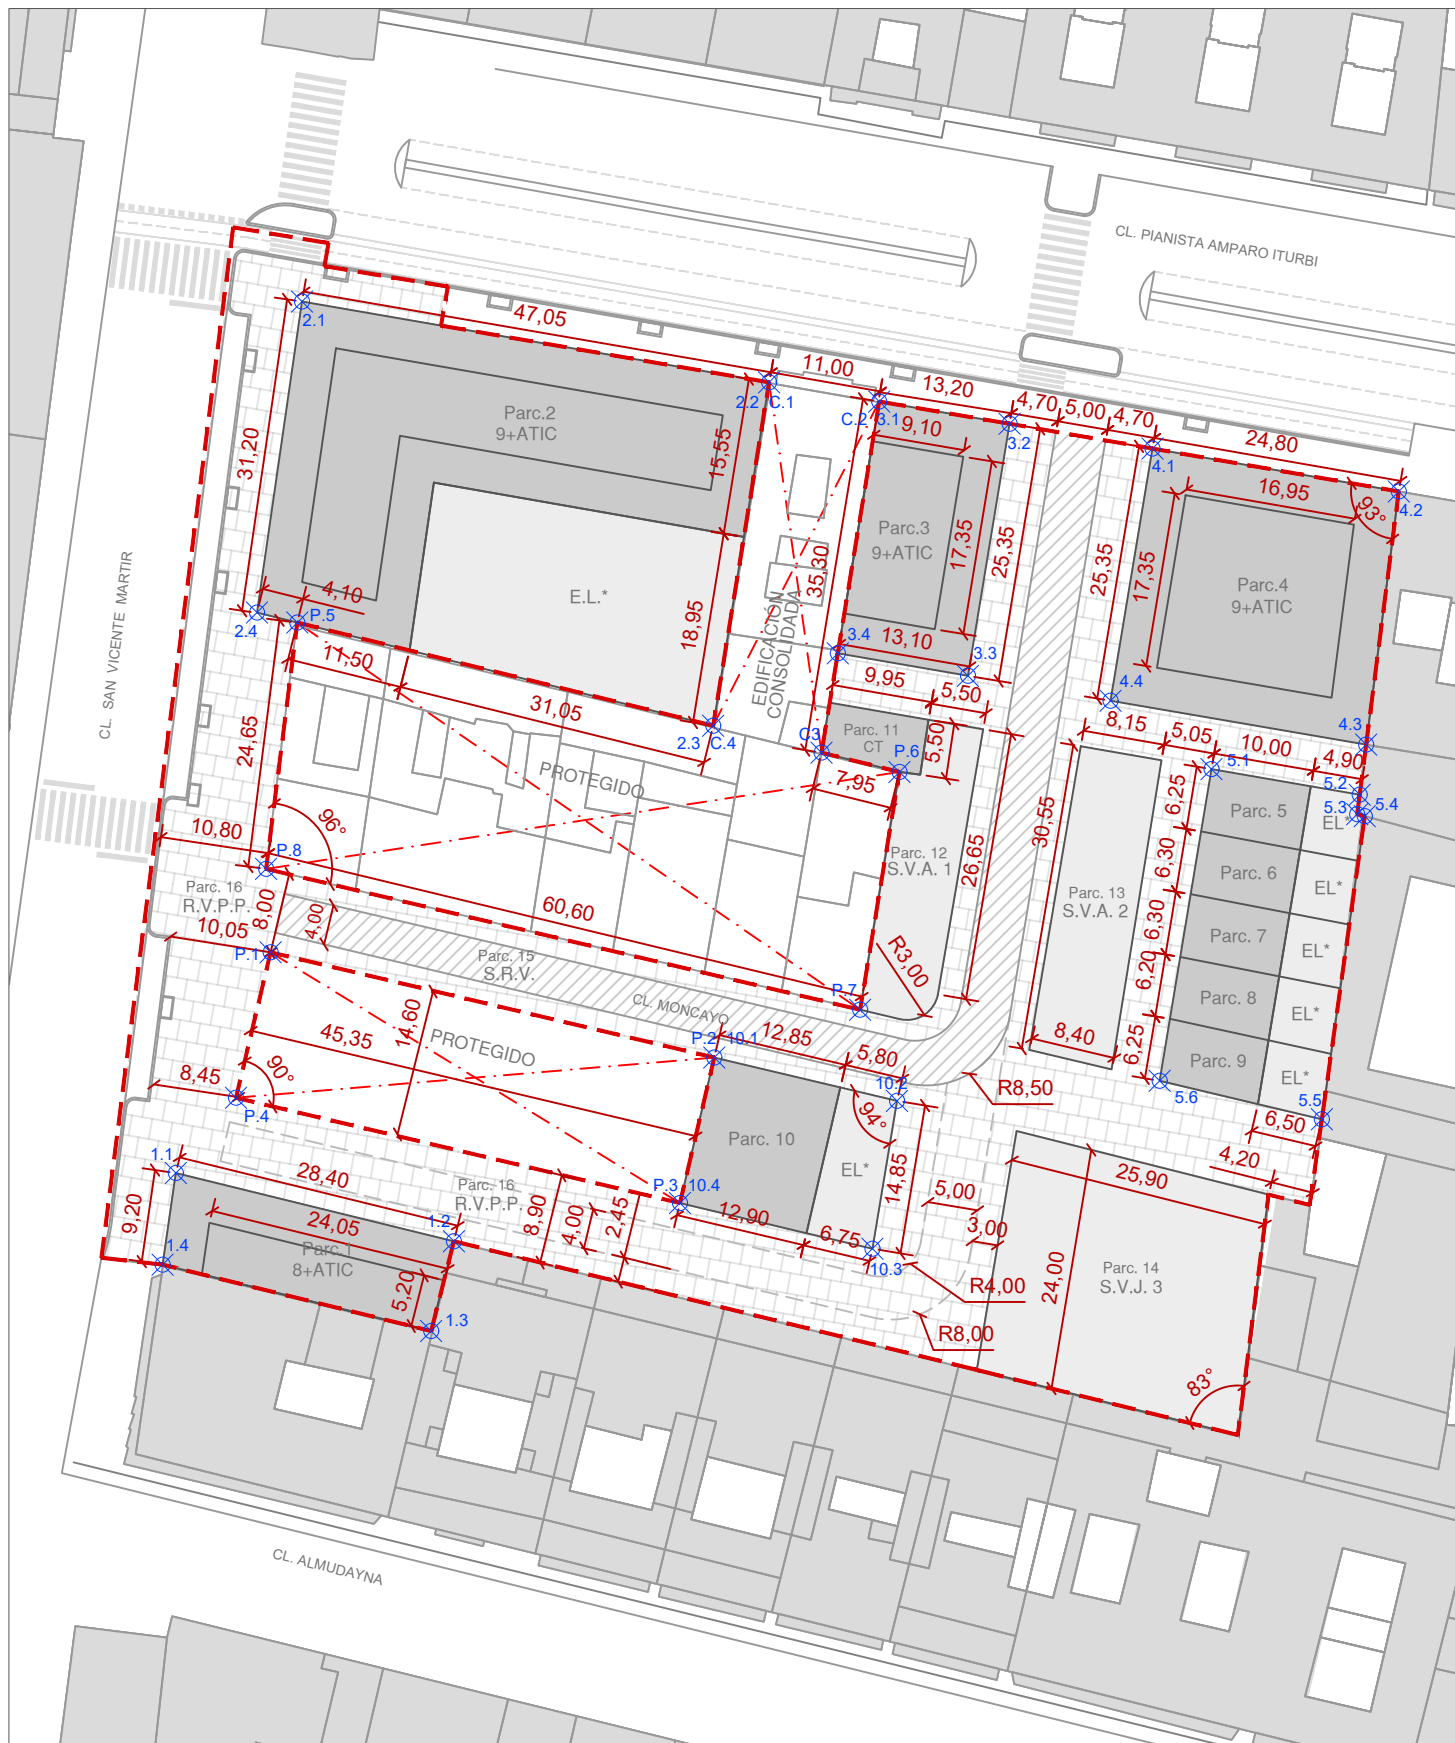 CL. PIANISTA AMPARO ITURBI
2.1
47,05
11,00
13,20
4,70
5,00
4,70
24,80
2.2
C.1
C.2
3.1
3.2
4.1
4.2
Parc.2
9+ATIC
9,10
16,95
93°
31,20
15,55
35,30
Parc.3
9+ATIC
17,35
25,35
25,35
17,35
Parc.4
9+ATIC
E.L.*
4,10
P.5
2.4
EDIFICACIÓN
CONSOLIDADA
18,95
3.4
13,10
3.3
CL. SAN VICENTE MARTIR
11,50
31,05
9,95
5,50
4.4
4.3
24,65
2.3
C.4
C3
Parc. 11
CT
P.6
5,50
8,15
5,05
10,00
4,90
PROTEGIDO
7,95
5.1
5.2
5.3
5.4
6,25
Parc. 5
EL*
10,80
96°
P.8
30,55
26,65
Parc. 12
S.V.A. 1
6,30
Parc. 6
EL*
Parc. 16
R.V.P.P.
8,00
4,00
60,60
Parc. 13
S.V.A. 2
6,30
Parc. 7
EL*
10,05
P.1
Parc. 15
S.R.V.
R3,00
6,20
Parc. 8
EL*
P.7
CL. MONCAYO
14,60
45,35
PROTEGIDO
P.2
10.1
12,85
5,80
8,40
6,25
Parc. 9
EL*
8,45
90°
P.4
10.2
R8,50
5.6
5.5
94°
Parc. 10
EL*
14,85
6,50
4,20
1.1
28,40
Parc. 16
R.V.P.P.
P.3
10.4
25,90
9,20
24,05
1.2
8,90
4,00
2,45
12,90
6,75
5,00
3,00
1.4
Parc. 1
8+ATIC
5,20
10.3
R4,00
24,00
Parc. 14
S.V.J. 3
1.3
R8,00
83°
CL. ALMUDAYNA